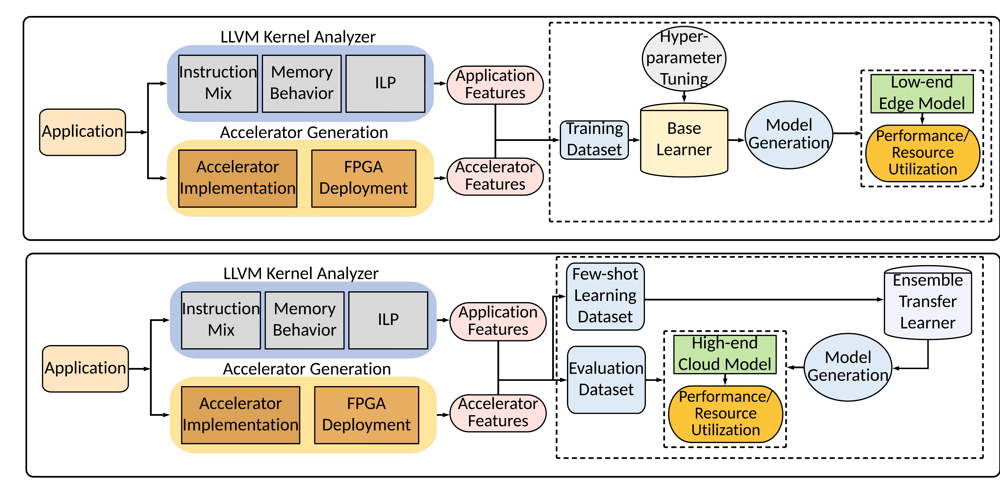 LLVM Kernel Analyzer
Instruction
Mix
Memory
Behavior
ILP
Application
Accelerator Generation
Accelerator
Implementation
FPGA
Deployment
Application
Features
Accelerator
Features
Training
Dataset
Hyper-
parameter
Tuning
Base
Learner
Model
Generation
Low-end
Edge Model
Performance/
Resource
Utilization
LLVM Kernel Analyzer
Instruction
Mix
Memory
Behavior
ILP
Application
Accelerator Generation
Accelerator
Implementation
FPGA
Deployment
Application
Features
Accelerator
Features
Few-shot
Learning
Dataset
Evaluation
Dataset
High-end
Cloud Model
Performance/
Resource
Utilization
Model
Generation
Ensemble
Transfer
Learner